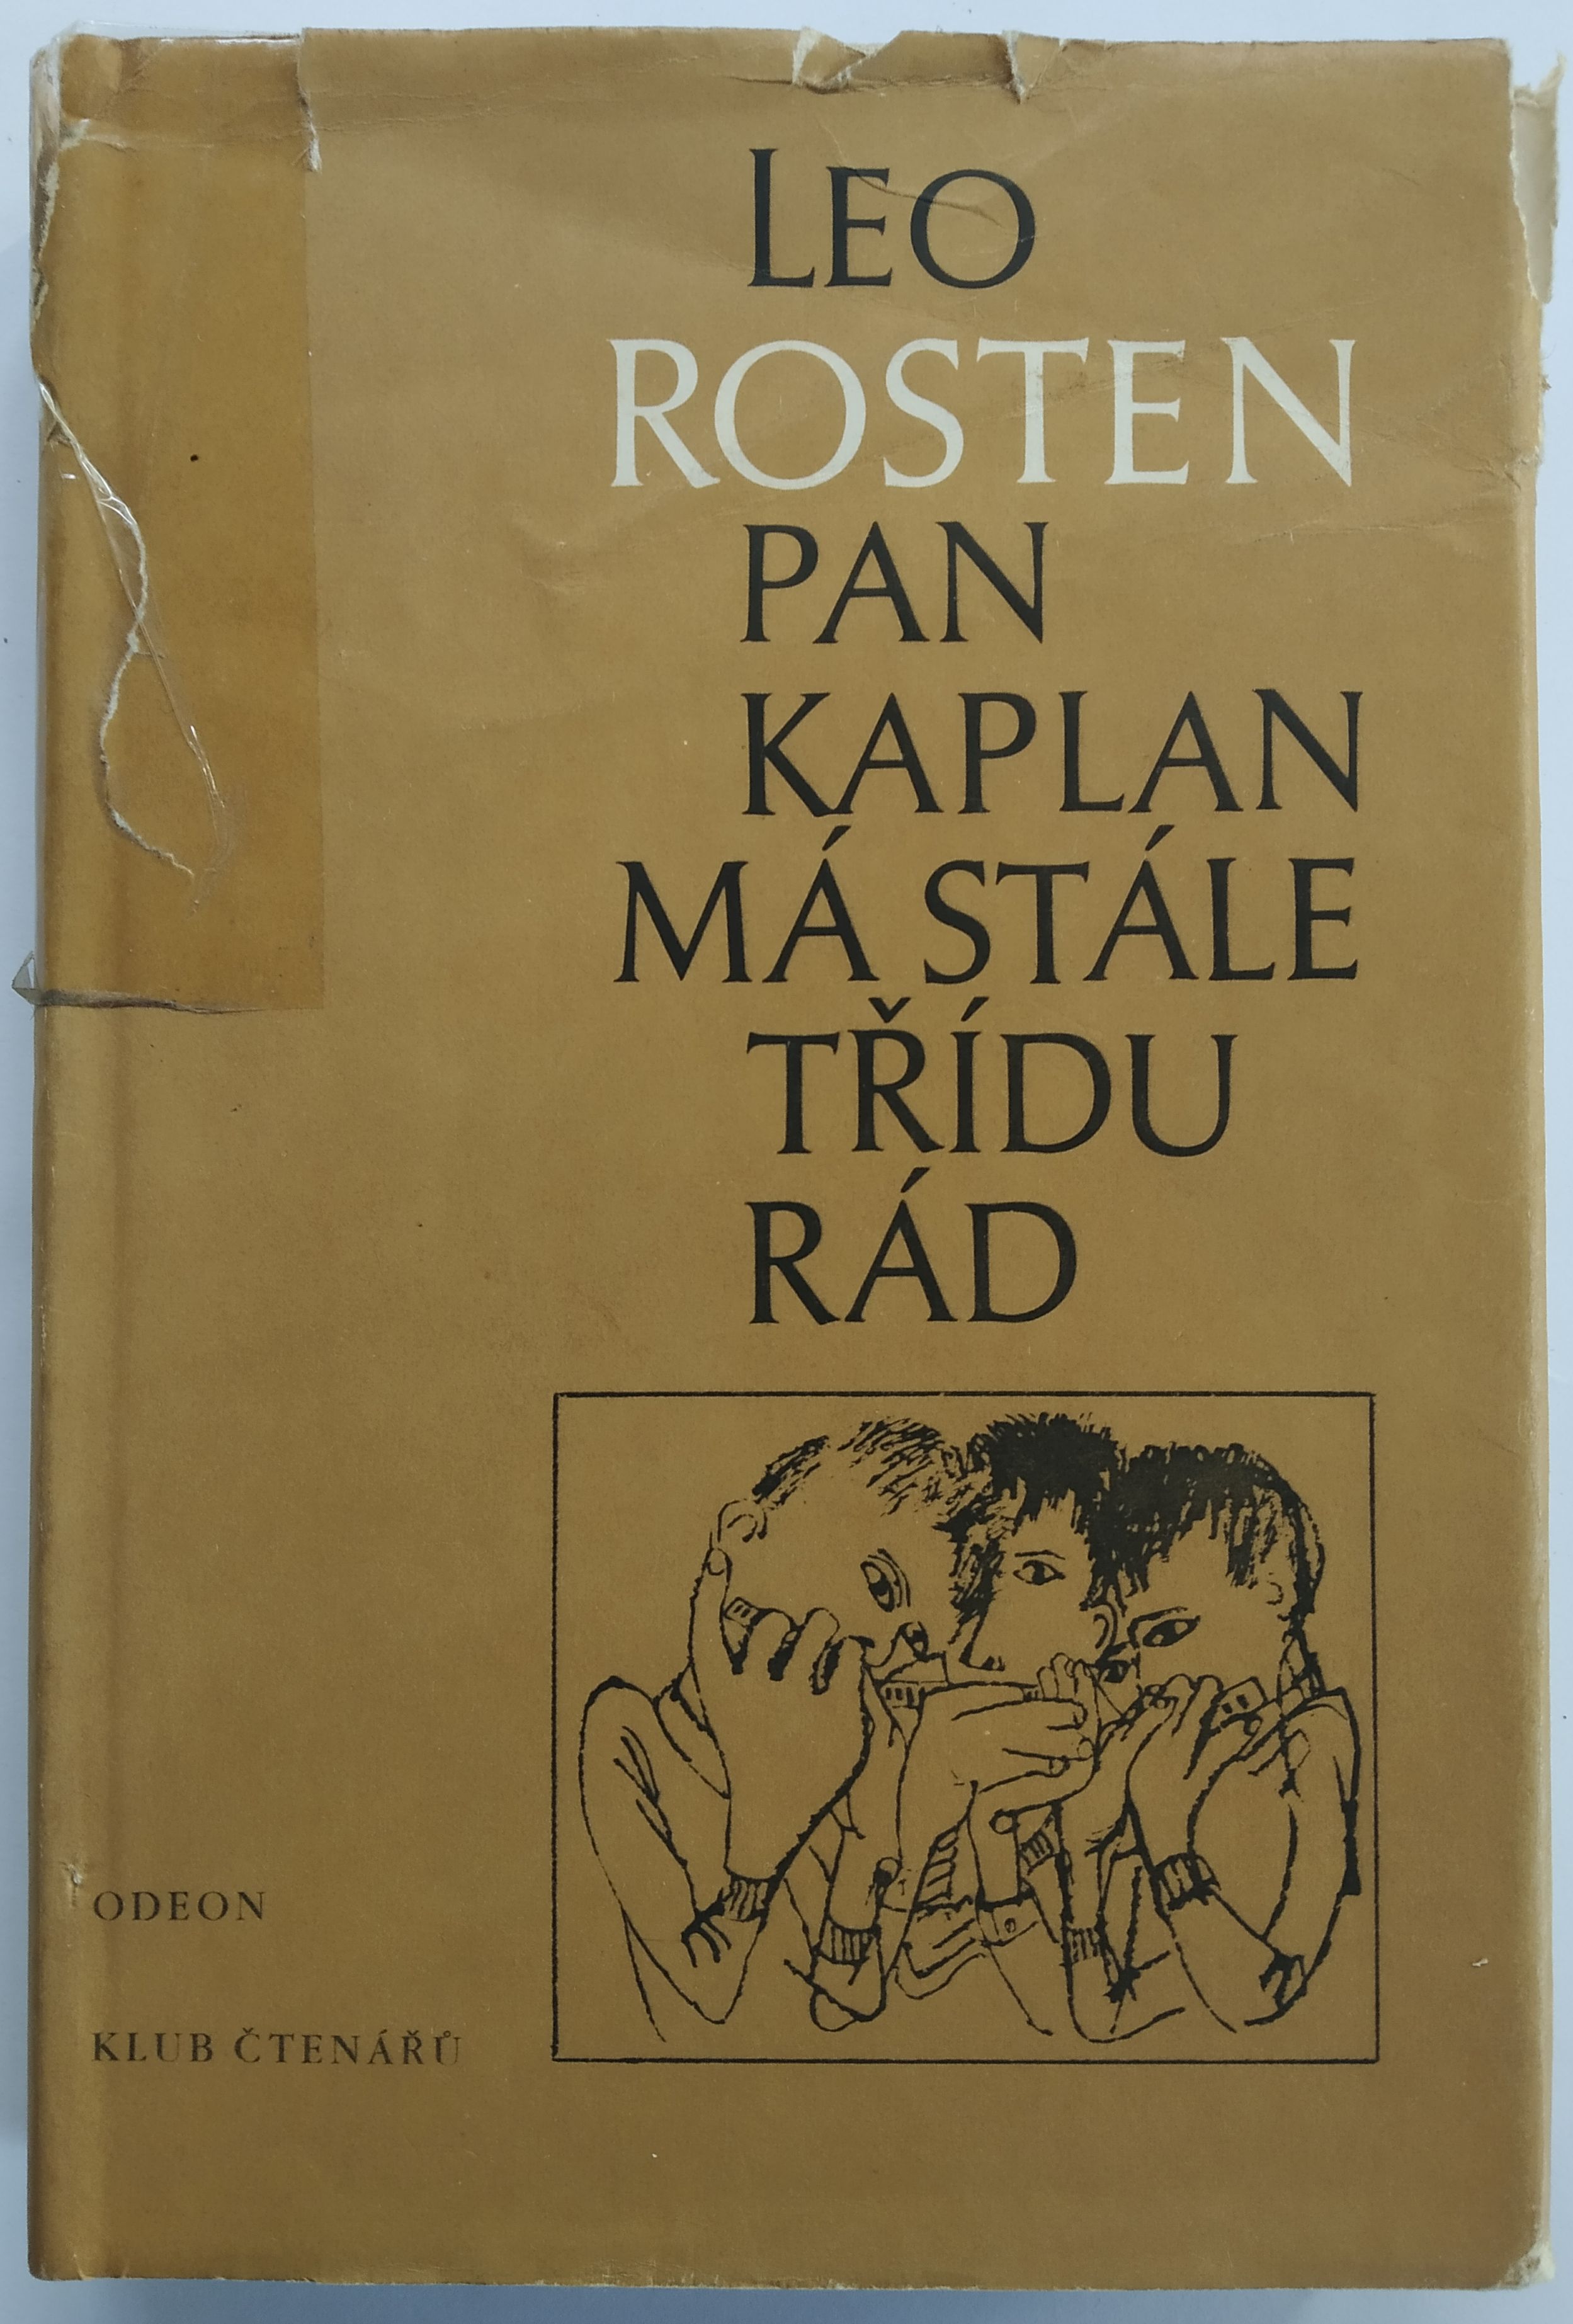 LEO
ROSTEN
PAN
KAPLAN
MÁ STÁLE
TŘÍDU
RÁD
ODEON
KLUB ČTENÁŘŮ